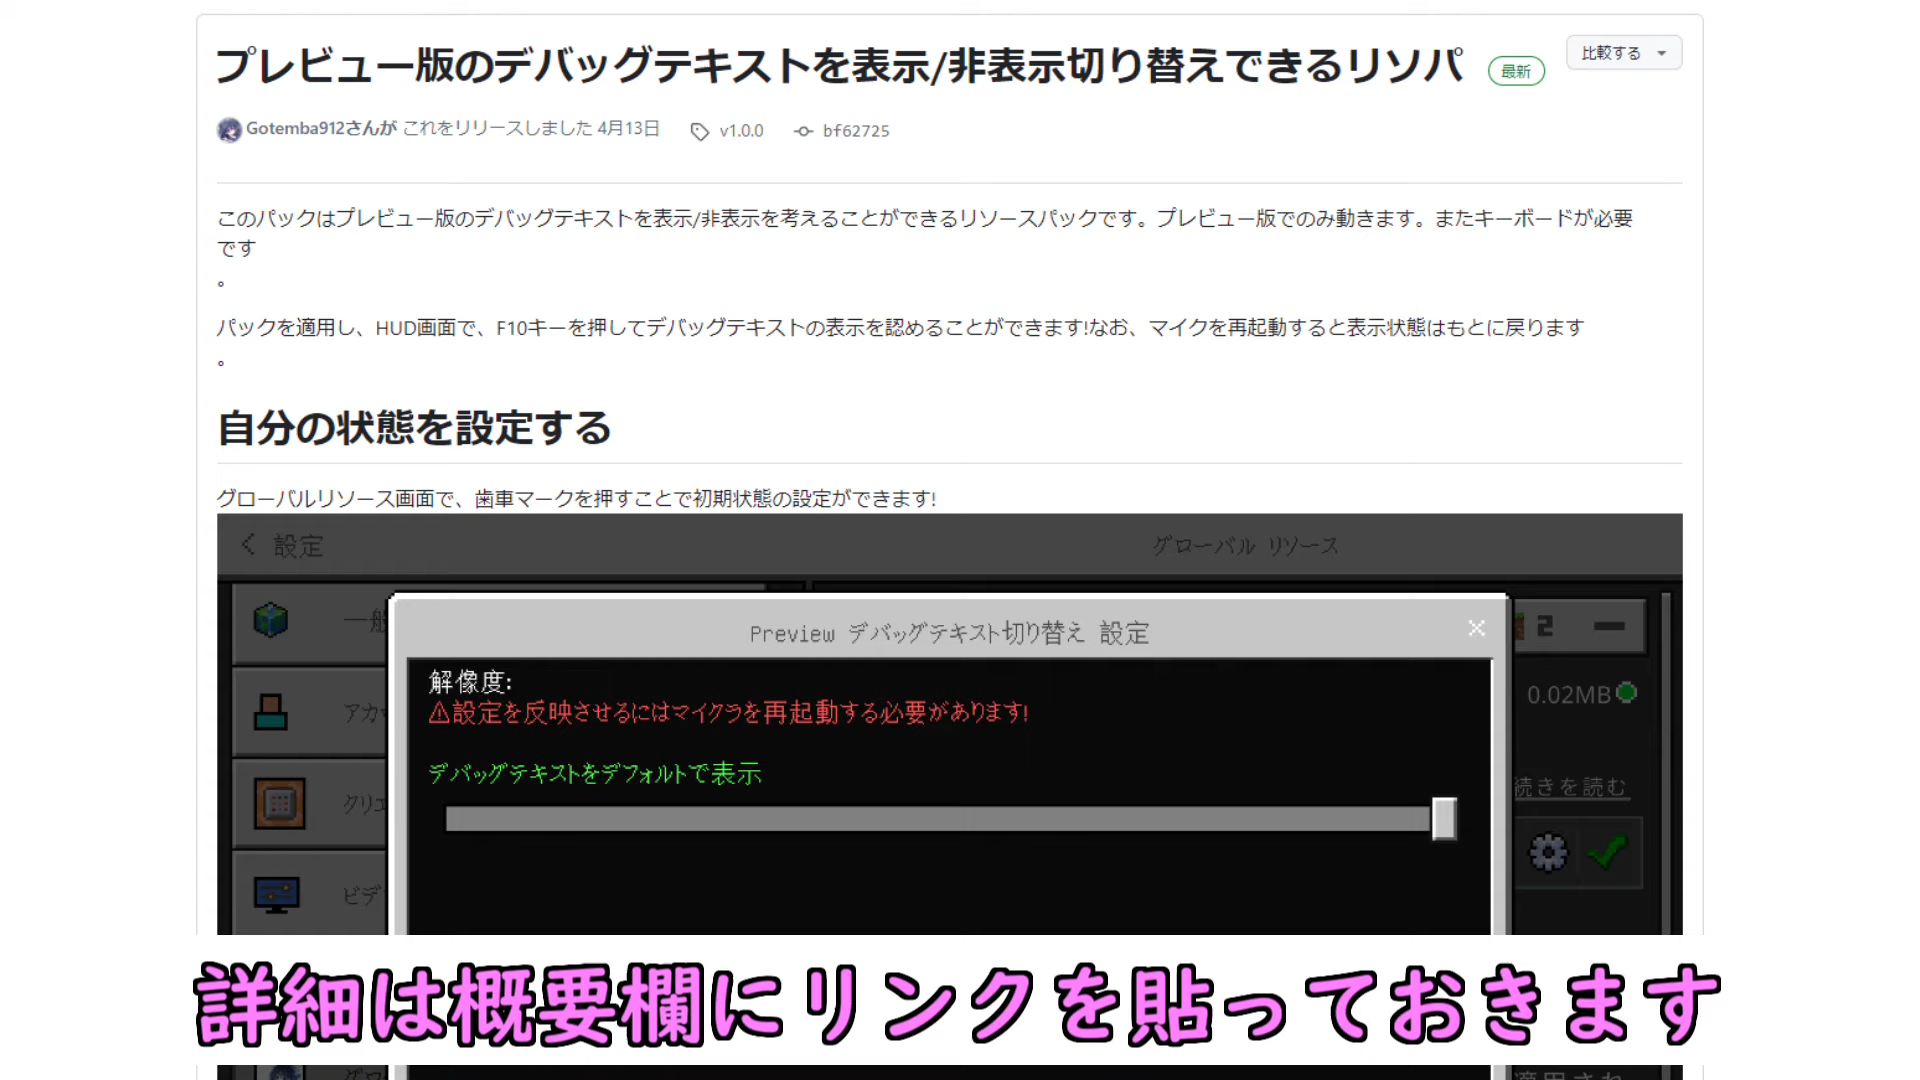 プレビュー版のデバッグテキストを表示/非表示切り替えできるリソパ 最新 比較する
Gotemba912さんが これをリリースしました 4月13日 v1.0.0 bf62725
このパックはプレビュー版のデバッグテキストを表示/非表示を考えることができるリソースパックです。プレビュー版でのみ動きます。またキーボードが必要
です
。
パックを適用し、HUD画面で、F10キーを押してデバッグテキストの表示を認めることができます!なお、マイクを再起動すると表示状態はもとに戻ります
。
自分の状態を設定する
グローバルリソース画面で、歯車マークを押すことで初期状態の設定ができます!
設定 グローバル リソース
一般
Preview デバッグテキスト切り替え 設定
2
解像度:
⚠設定を反映させるにはマイクラを再起動する必要があります!
0.02MB
アカ
デバッグテキストをデフォルトで表示
続きを読む
クリエ
ビデ
詳細は概要欄にリンクを貼っておきます
グロ